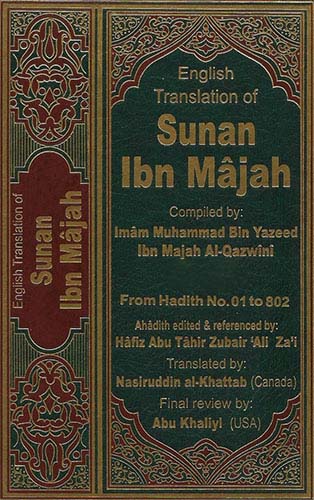 English Translation of
Sunan
Ibn Mâjah
English
Translation of
Sunan
Ibn Mâjah
Compiled by:
Imâm Muhammad Bin Yazeed
Ibn Majah Al-Qazwini
From Hadith No.01 to 802
Ahâdith edited & referenced by:
Hâfiz Abu Tâhir Zubair 'Ali Za'i
Translated by:
Nasiruddin al-Khattab (Canada)
Final review by:
Abu Khaliyl (USA)